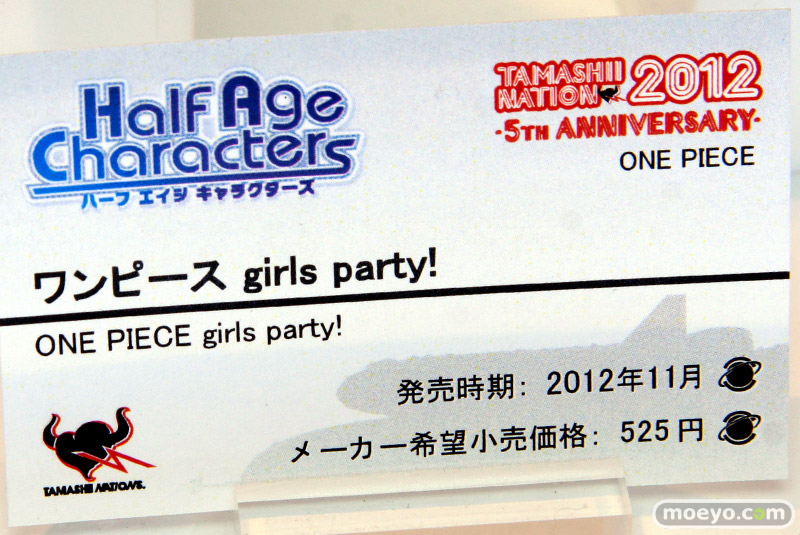 Half Age
Characters
ハーフ エイジ キャラクターズ
TAMASHII
NATION 2012
·5TH ANNIVERSARY·
ONE PIECE
ワンピース girls party!
ONE PIECE girls party!
発売時期: 2012年11月
メーカー希望小売価格: 525円
TAMASHII NATIONS.
moeyo.com